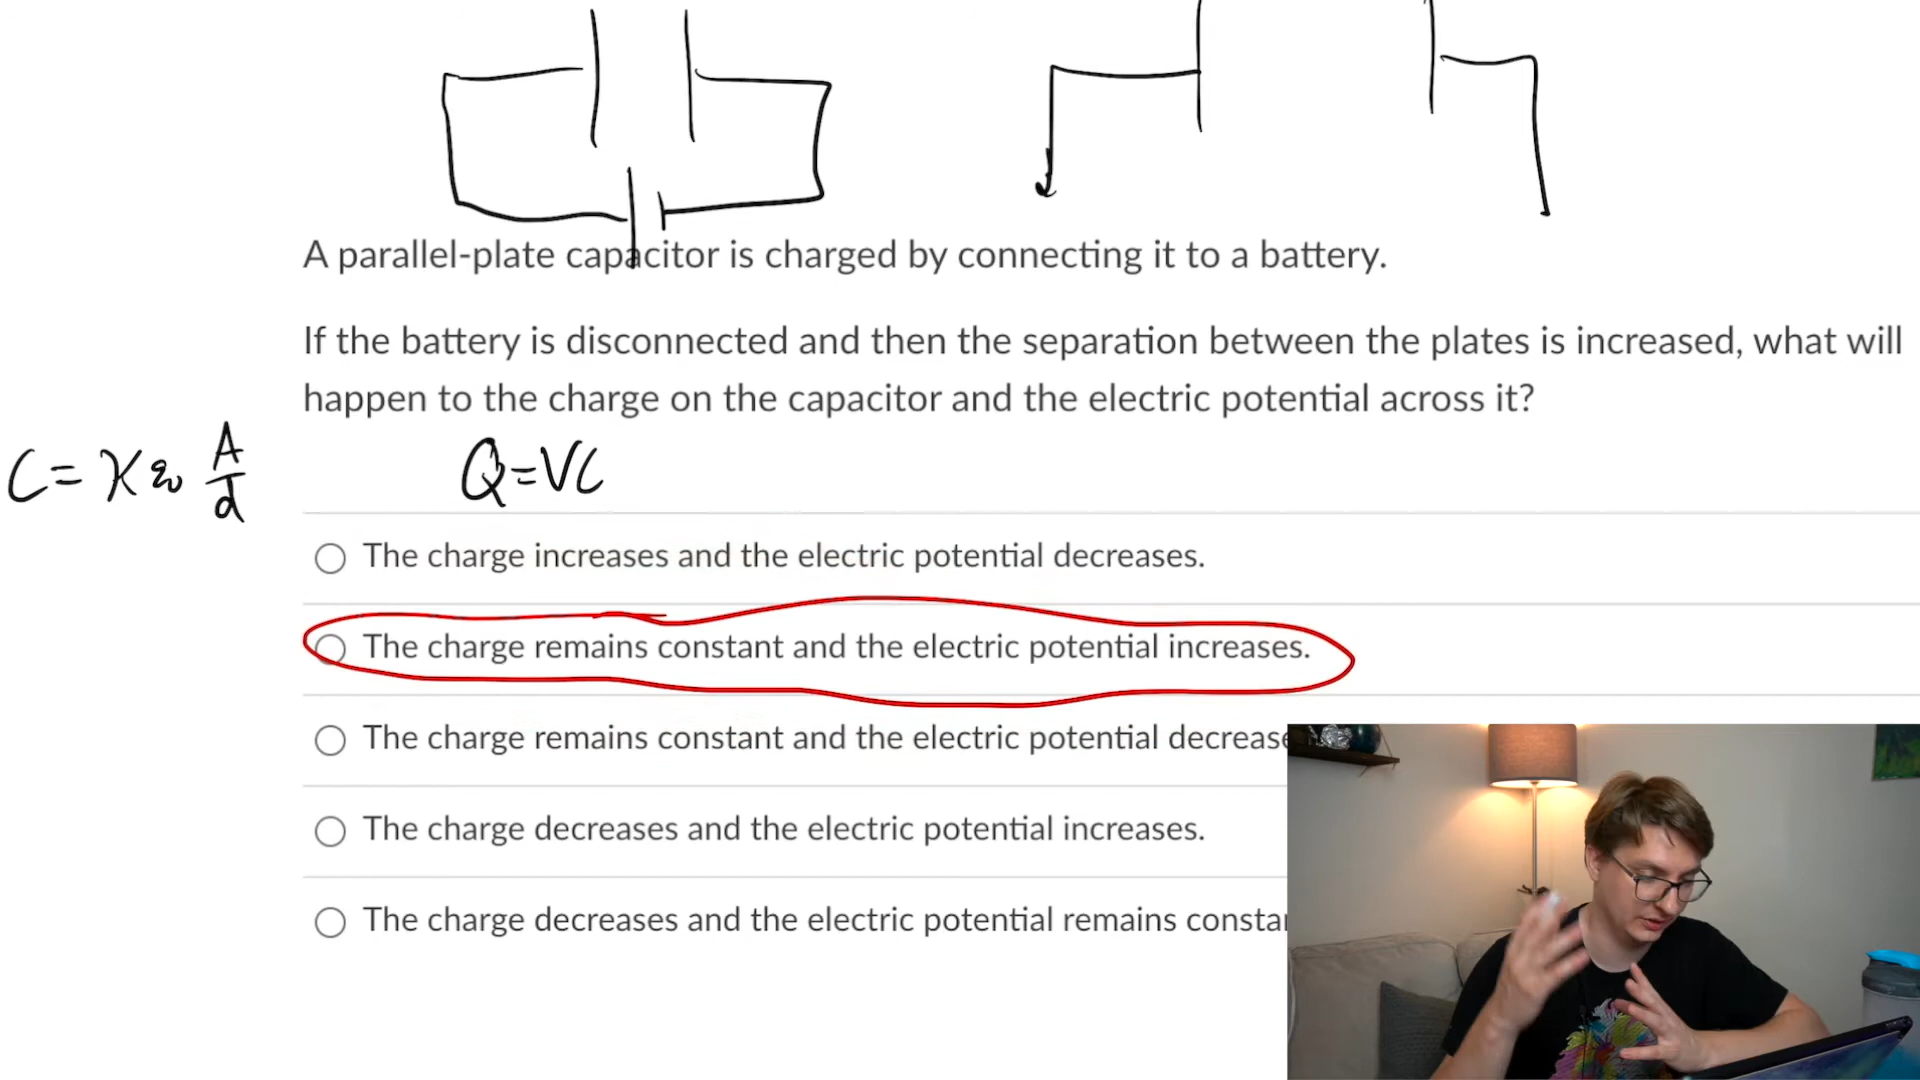 A parallel-plate capacitor is charged by connecting it to a battery.
If the battery is disconnected and then the separation between the plates is increased, what will
happen to the charge on the capacitor and the electric potential across it?
C = κ ε₀ A/d
Q = VC
The charge increases and the electric potential decreases.
The charge remains constant and the electric potential increases.
The charge remains constant and the electric potential decrease
The charge decreases and the electric potential increases.
The charge decreases and the electric potential remains consta